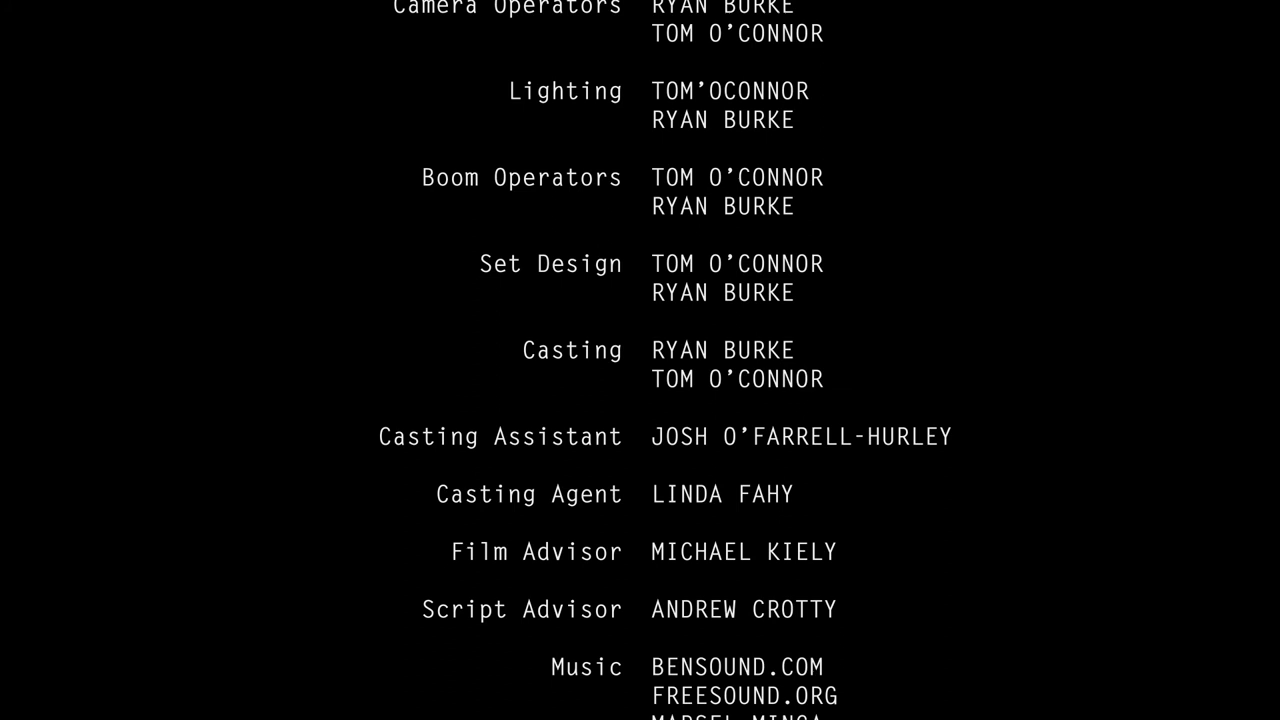 Camera Operators RYAN BURKE
TOM O’CONNOR
Lighting TOM’OCONNOR
RYAN BURKE
Boom Operators TOM O’CONNOR
RYAN BURKE
Set Design TOM O’CONNOR
RYAN BURKE
Casting RYAN BURKE
TOM O’CONNOR
Casting Assistant JOSH O’FARRELL-HURLEY
Casting Agent LINDA FAHY
Film Advisor MICHAEL KIELY
Script Advisor ANDREW CROTTY
Music BENSOUND.COM
FREESOUND.ORG